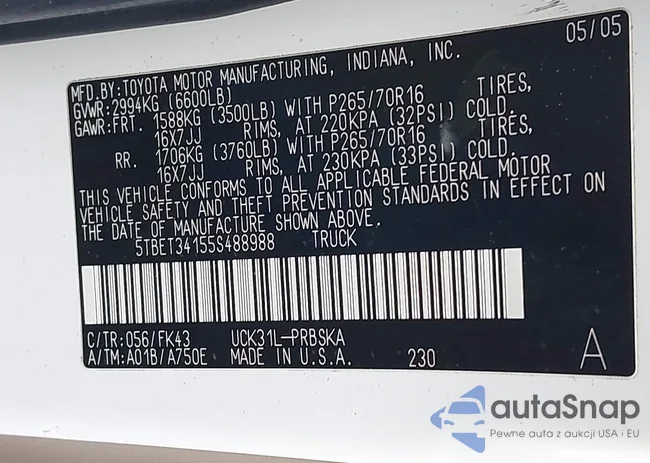 05/05
MFD.BY:TOYOTA MOTOR MANUFACTURING, INDIANA, INC.
GVWR:2994KG (6600LB)
GAWR:FRT. 1588KG (3500LB) WITH P265/70R16 TIRES,
16X7JJ RIMS, AT 220KPA (32PSI) COLD.
RR. 1706KG (3760LB) WITH P265/70R16 TIRES,
16X7JJ RIMS, AT 230KPA (33PSI) COLD.
THIS VEHICLE CONFORMS TO ALL APPLICABLE FEDERAL MOTOR
VEHICLE SAFETY AND THEFT PREVENTION STANDARDS IN EFFECT ON
THE DATE OF MANUFACTURE SHOWN ABOVE.
5TBET34155S488988 TRUCK
C/TR:056/FK43 UCK31L-PRBSKA
A/TM:A01B/A750E MADE IN U.S.A. 230 A
autaSnap
Pewne auta z aukcji USA i EU